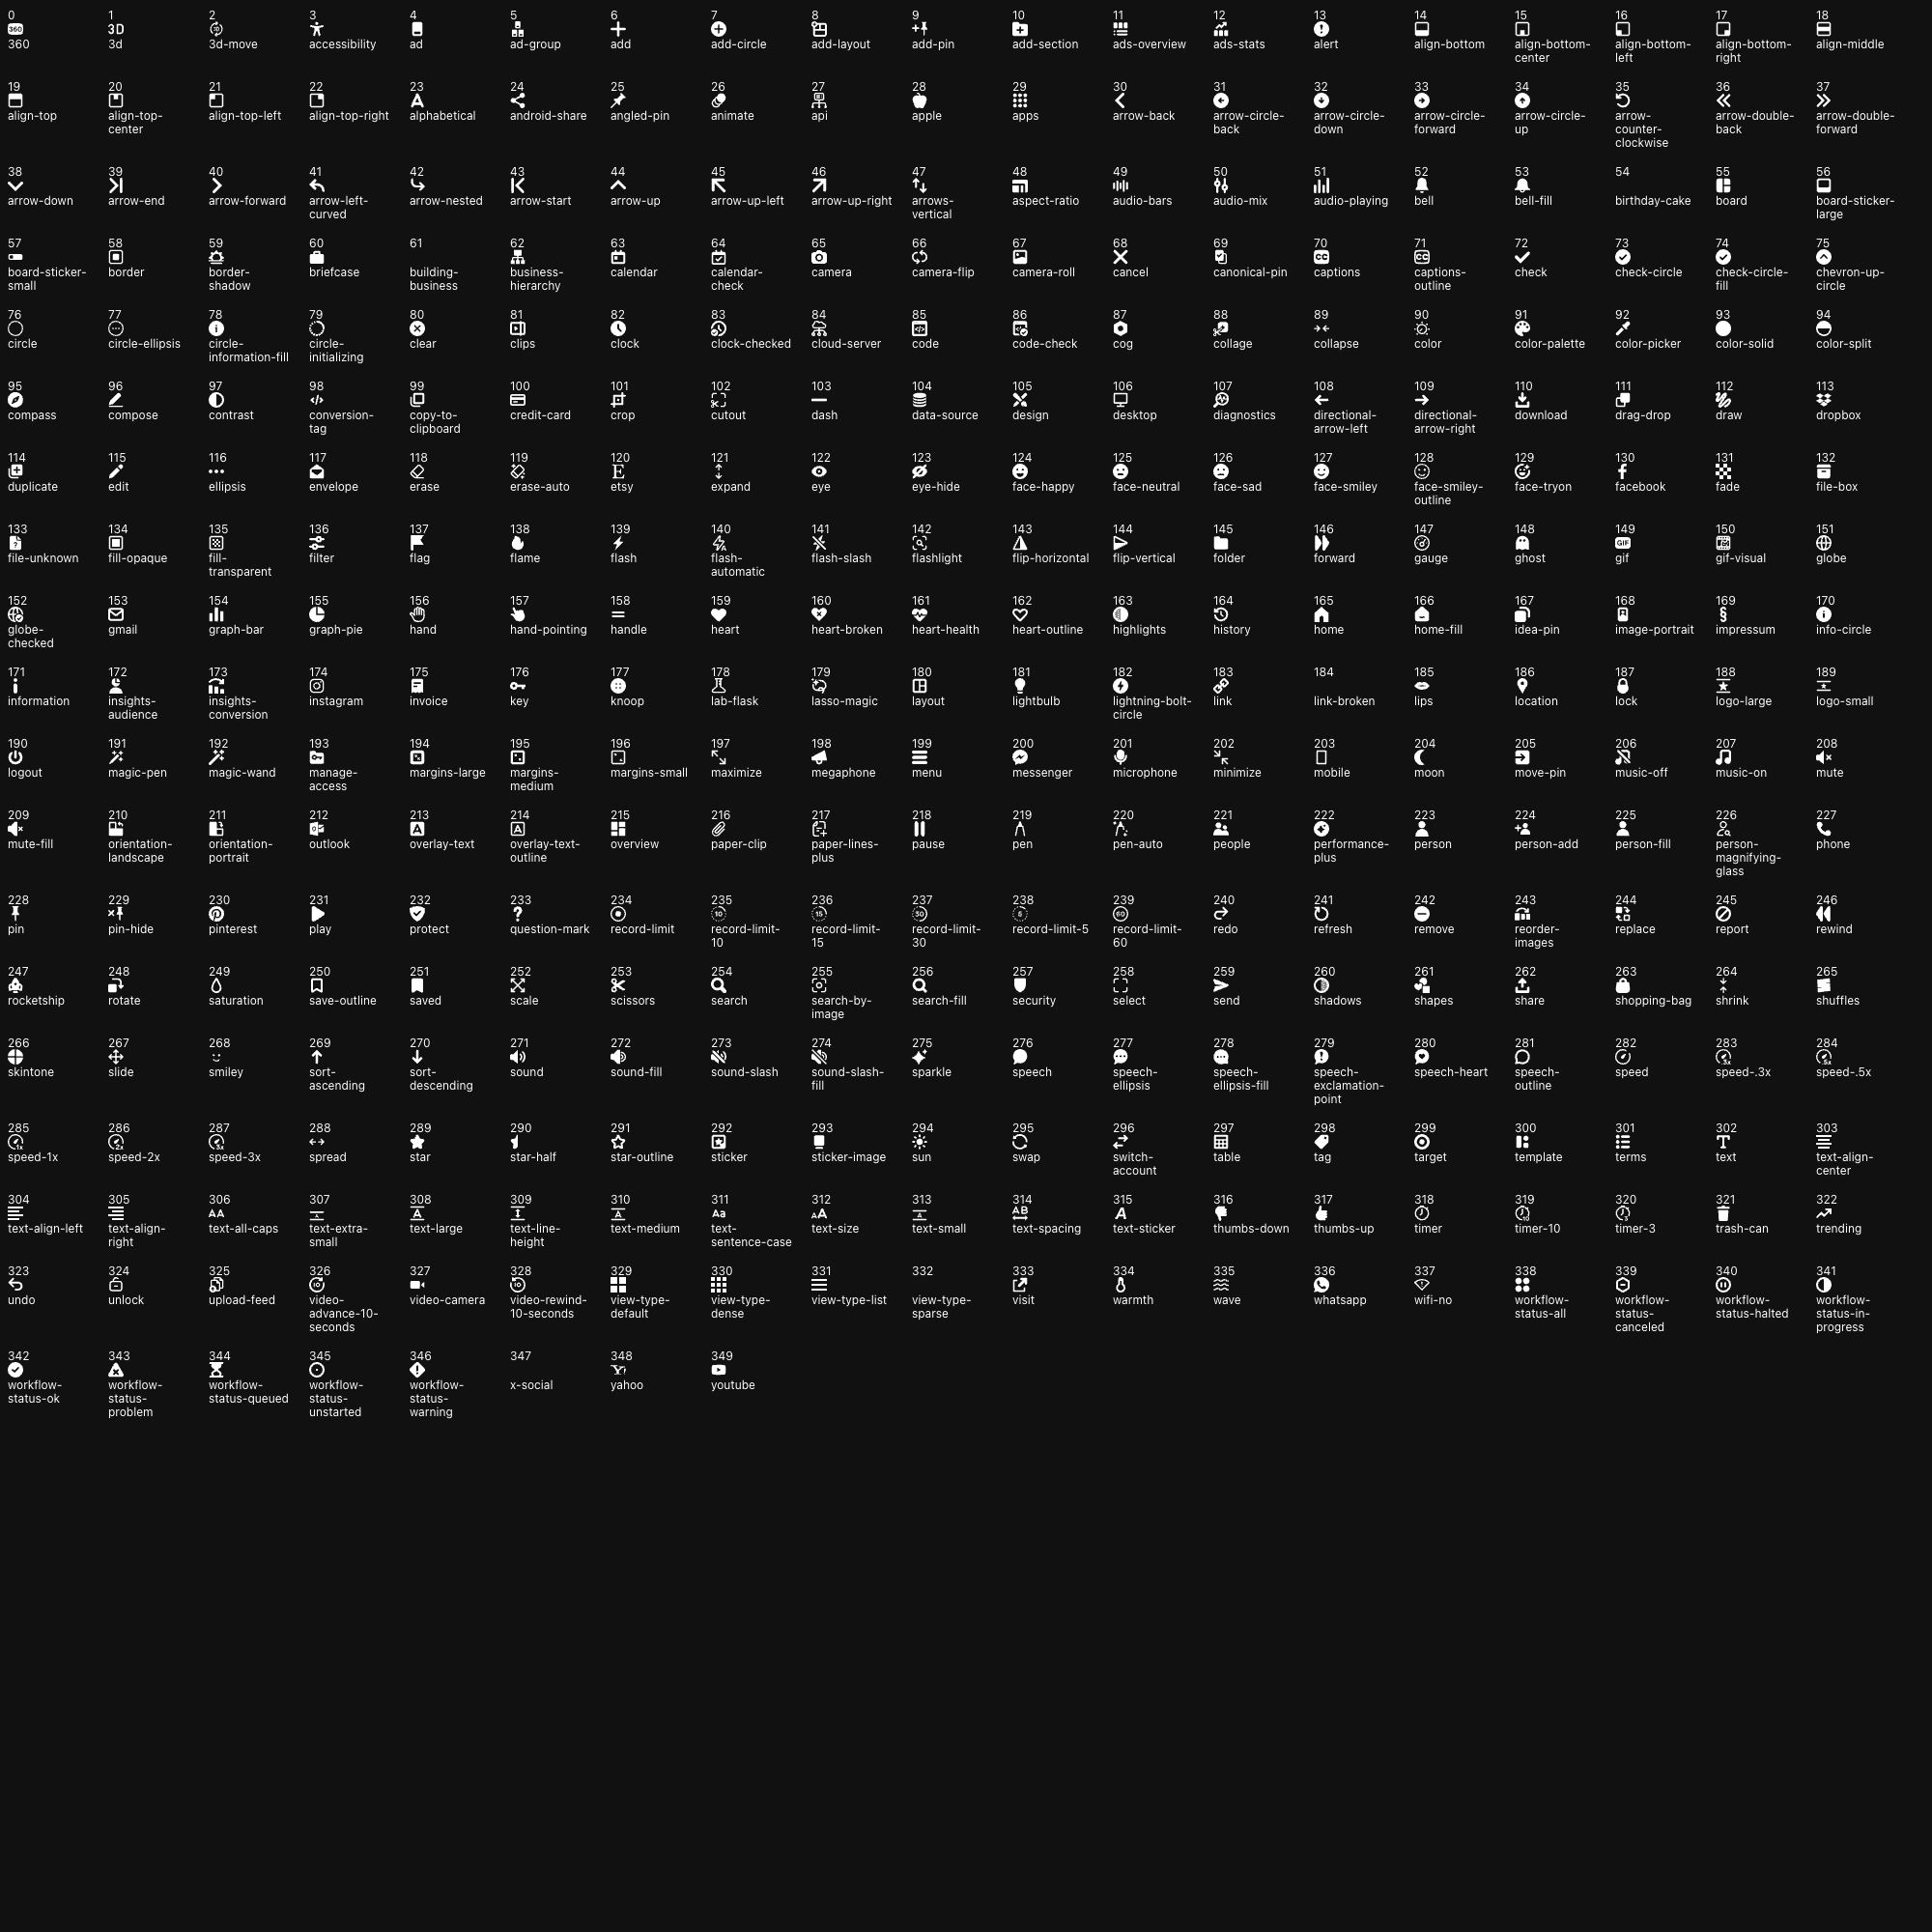 0
360
1
3D
3d
2
3d-move
3
accessibility
4
ad
5
ad-group
6
add
7
add-circle
8
add-layout
9
add-pin
10
add-section
11
ads-overview
12
ads-stats
13
alert
14
align-bottom
15
align-bottom-
center
16
align-bottom-
left
17
align-bottom-
right
18
align-middle
19
align-top
20
align-top-
center
21
align-top-left
22
align-top-right
23
alphabetical
24
android-share
25
angled-pin
26
animate
27
api
28
apple
29
apps
30
arrow-back
31
arrow-circle-
back
32
arrow-circle-
down
33
arrow-circle-
forward
34
arrow-circle-
up
35
arrow-
counter-
clockwise
36
arrow-double-
back
37
arrow-double-
forward
38
arrow-down
39
arrow-end
40
arrow-forward
41
arrow-left-
curved
42
arrow-nested
43
arrow-start
44
arrow-up
45
arrow-up-left
46
arrow-up-right
47
arrows-
vertical
48
aspect-ratio
49
audio-bars
50
audio-mix
51
audio-playing
52
bell
53
bell-fill
54
birthday-cake
55
board
56
board-sticker-
large
57
board-sticker-
small
58
border
59
border-
shadow
60
briefcase
61
building-
business
62
business-
hierarchy
63
calendar
64
calendar-
check
65
camera
66
camera-flip
67
camera-roll
68
cancel
69
canonical-pin
70
captions
71
captions-
outline
72
check
73
check-circle
74
check-circle-
fill
75
chevron-up-
circle
76
circle
77
circle-ellipsis
78
circle-
information-fill
79
circle-
initializing
80
clear
81
clips
82
clock
83
clock-checked
84
cloud-server
85
code
86
code-check
87
cog
88
collage
89
collapse
90
color
91
color-palette
92
color-picker
93
color-solid
94
color-split
95
compass
96
compose
97
contrast
98
conversion-
tag
99
copy-to-
clipboard
100
credit-card
101
crop
102
cutout
103
dash
104
data-source
105
design
106
desktop
107
diagnostics
108
directional-
arrow-left
109
directional-
arrow-right
110
download
111
drag-drop
112
draw
113
dropbox
114
duplicate
115
edit
116
ellipsis
117
envelope
118
erase
119
erase-auto
120
etsy
121
expand
122
eye
123
eye-hide
124
face-happy
125
face-neutral
126
face-sad
127
face-smiley
128
face-smiley-
outline
129
face-tryon
130
facebook
131
fade
132
file-box
133
file-unknown
134
fill-opaque
135
fill-
transparent
136
filter
137
flag
138
flame
139
flash
140
flash-
automatic
141
flash-slash
142
flashlight
143
flip-horizontal
144
flip-vertical
145
folder
146
forward
147
gauge
148
ghost
149
gif
150
gif-visual
151
globe
152
globe-
checked
153
gmail
154
graph-bar
155
graph-pie
156
hand
157
hand-pointing
158
handle
159
heart
160
heart-broken
161
heart-health
162
heart-outline
163
highlights
164
history
165
home
166
home-fill
167
idea-pin
168
image-portrait
169
impressum
170
info-circle
171
information
172
insights-
audience
173
insights-
conversion
174
instagram
175
invoice
176
key
177
knoop
178
lab-flask
179
lasso-magic
180
layout
181
lightbulb
182
lightning-bolt-
circle
183
link
184
link-broken
185
lips
186
location
187
lock
188
logo-large
189
logo-small
190
logout
191
magic-pen
192
magic-wand
193
manage-
access
194
margins-large
195
margins-
medium
196
margins-small
197
maximize
198
megaphone
199
menu
200
messenger
201
microphone
202
minimize
203
mobile
204
moon
205
move-pin
206
music-off
207
music-on
208
mute
209
mute-fill
210
orientation-
landscape
211
orientation-
portrait
212
outlook
213
overlay-text
214
overlay-text-
outline
215
overview
216
paper-clip
217
paper-lines-
plus
218
pause
219
pen
220
pen-auto
221
people
222
performance-
plus
223
person
224
person-add
225
person-fill
226
person-
magnifying-
glass
227
phone
228
pin
229
pin-hide
230
pinterest
231
play
232
protect
233
question-mark
234
record-limit
235
record-limit-
10
236
record-limit-
15
237
record-limit-
30
238
record-limit-5
239
record-limit-
60
240
redo
241
refresh
242
remove
243
reorder-
images
244
replace
245
report
246
rewind
247
rocketship
248
rotate
249
saturation
250
save-outline
251
saved
252
scale
253
scissors
254
search
255
search-by-
image
256
search-fill
257
security
258
select
259
send
260
shadows
261
shapes
262
share
263
shopping-bag
264
shrink
265
shuffles
266
skintone
267
slide
268
smiley
269
sort-
ascending
270
sort-
descending
271
sound
272
sound-fill
273
sound-slash
274
sound-slash-
fill
275
sparkle
276
speech
277
speech-
ellipsis
278
speech-
ellipsis-fill
279
speech-
exclamation-
point
280
speech-heart
281
speech-
outline
282
speed
283
speed-.3x
284
speed-.5x
285
speed-1x
286
speed-2x
287
speed-3x
288
spread
289
star
290
star-half
291
star-outline
292
sticker
293
sticker-image
294
sun
295
swap
296
switch-
account
297
table
298
tag
299
target
300
template
301
terms
302
text
303
text-align-
center
304
text-align-left
305
text-align-
right
306
text-all-caps
307
text-extra-
small
308
text-large
309
text-line-
height
310
text-medium
311
text-
sentence-case
312
text-size
313
text-small
314
text-spacing
315
text-sticker
316
thumbs-down
317
thumbs-up
318
timer
319
timer-10
320
timer-3
321
trash-can
322
trending
323
undo
324
unlock
325
upload-feed
326
video-
advance-10-
seconds
327
video-camera
328
video-rewind-
10-seconds
329
view-type-
default
330
view-type-
dense
331
view-type-list
332
view-type-
sparse
333
visit
334
warmth
335
wave
336
whatsapp
337
wifi-no
338
workflow-
status-all
339
workflow-
status-
canceled
340
workflow-
status-halted
341
workflow-
status-in-
progress
342
workflow-
status-ok
343
workflow-
status-
problem
344
workflow-
status-queued
345
workflow-
status-
unstarted
346
workflow-
status-
warning
347
x-social
348
yahoo
349
youtube